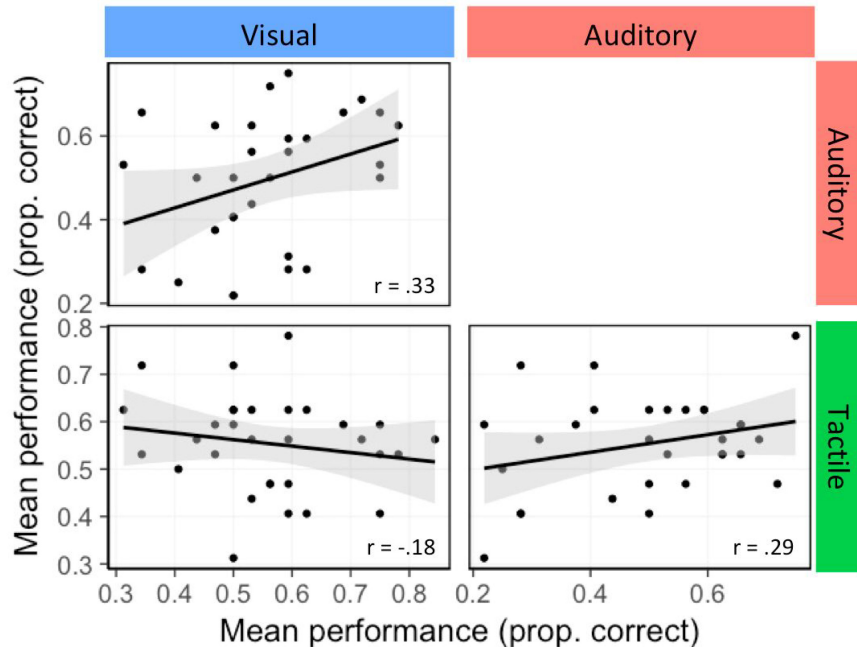 Visual
Auditory
Mean performance (prop. correct)
0.6
0.4
0.2
r = .33
Auditory
0.8
0.7
0.6
0.5
0.4
0.3
r = -.18
r = .29
Tactile
0.3 0.4 0.5 0.6 0.7 0.8
0.2 0.4 0.6
Mean performance (prop. correct)